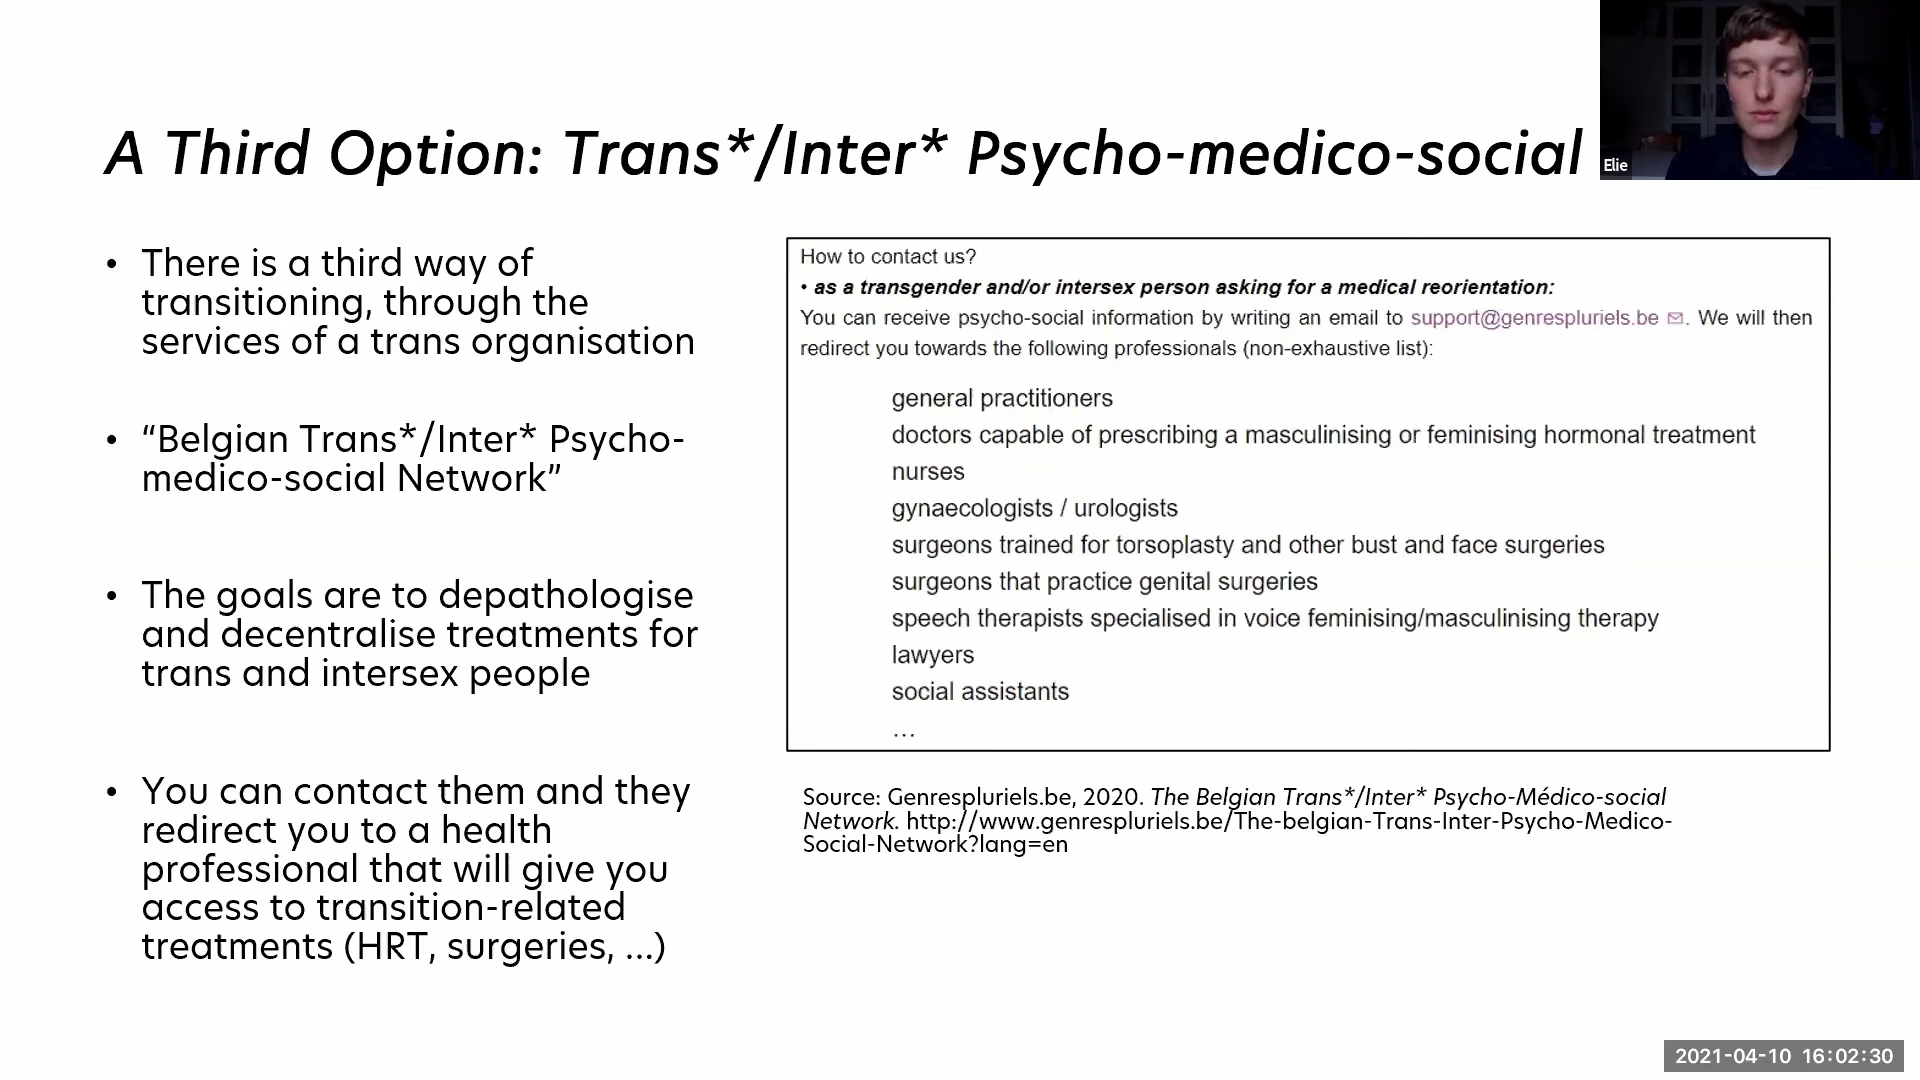 A Third Option: Trans*/Inter* Psycho-medico-social
Elie
• There is a third way of
transitioning, through the
services of a trans organisation
• “Belgian Trans*/Inter* Psycho-
medico-social Network”
• The goals are to depathologise
and decentralise treatments for
trans and intersex people
• You can contact them and they
redirect you to a health
professional that will give you
access to transition-related
treatments (HRT, surgeries, …)
How to contact us?
• as a transgender and/or intersex person asking for a medical reorientation:
You can receive psycho-social information by writing an email to support@genrespluriels.be. We will then
redirect you towards the following professionals (non-exhaustive list):
general practitioners
doctors capable of prescribing a masculinising or feminising hormonal treatment
nurses
gynaecologists / urologists
surgeons trained for torsoplasty and other bust and face surgeries
surgeons that practice genital surgeries
speech therapists specialised in voice feminising/masculinising therapy
lawyers
social assistants
…
Source: Genrespluriels.be, 2020. The Belgian Trans*/Inter* Psycho-Médico-social
Network. http://www.genrespluriels.be/The-belgian-Trans-Inter-Psycho-Medico-
Social-Network?lang=en
2021-04-10 16:02:30